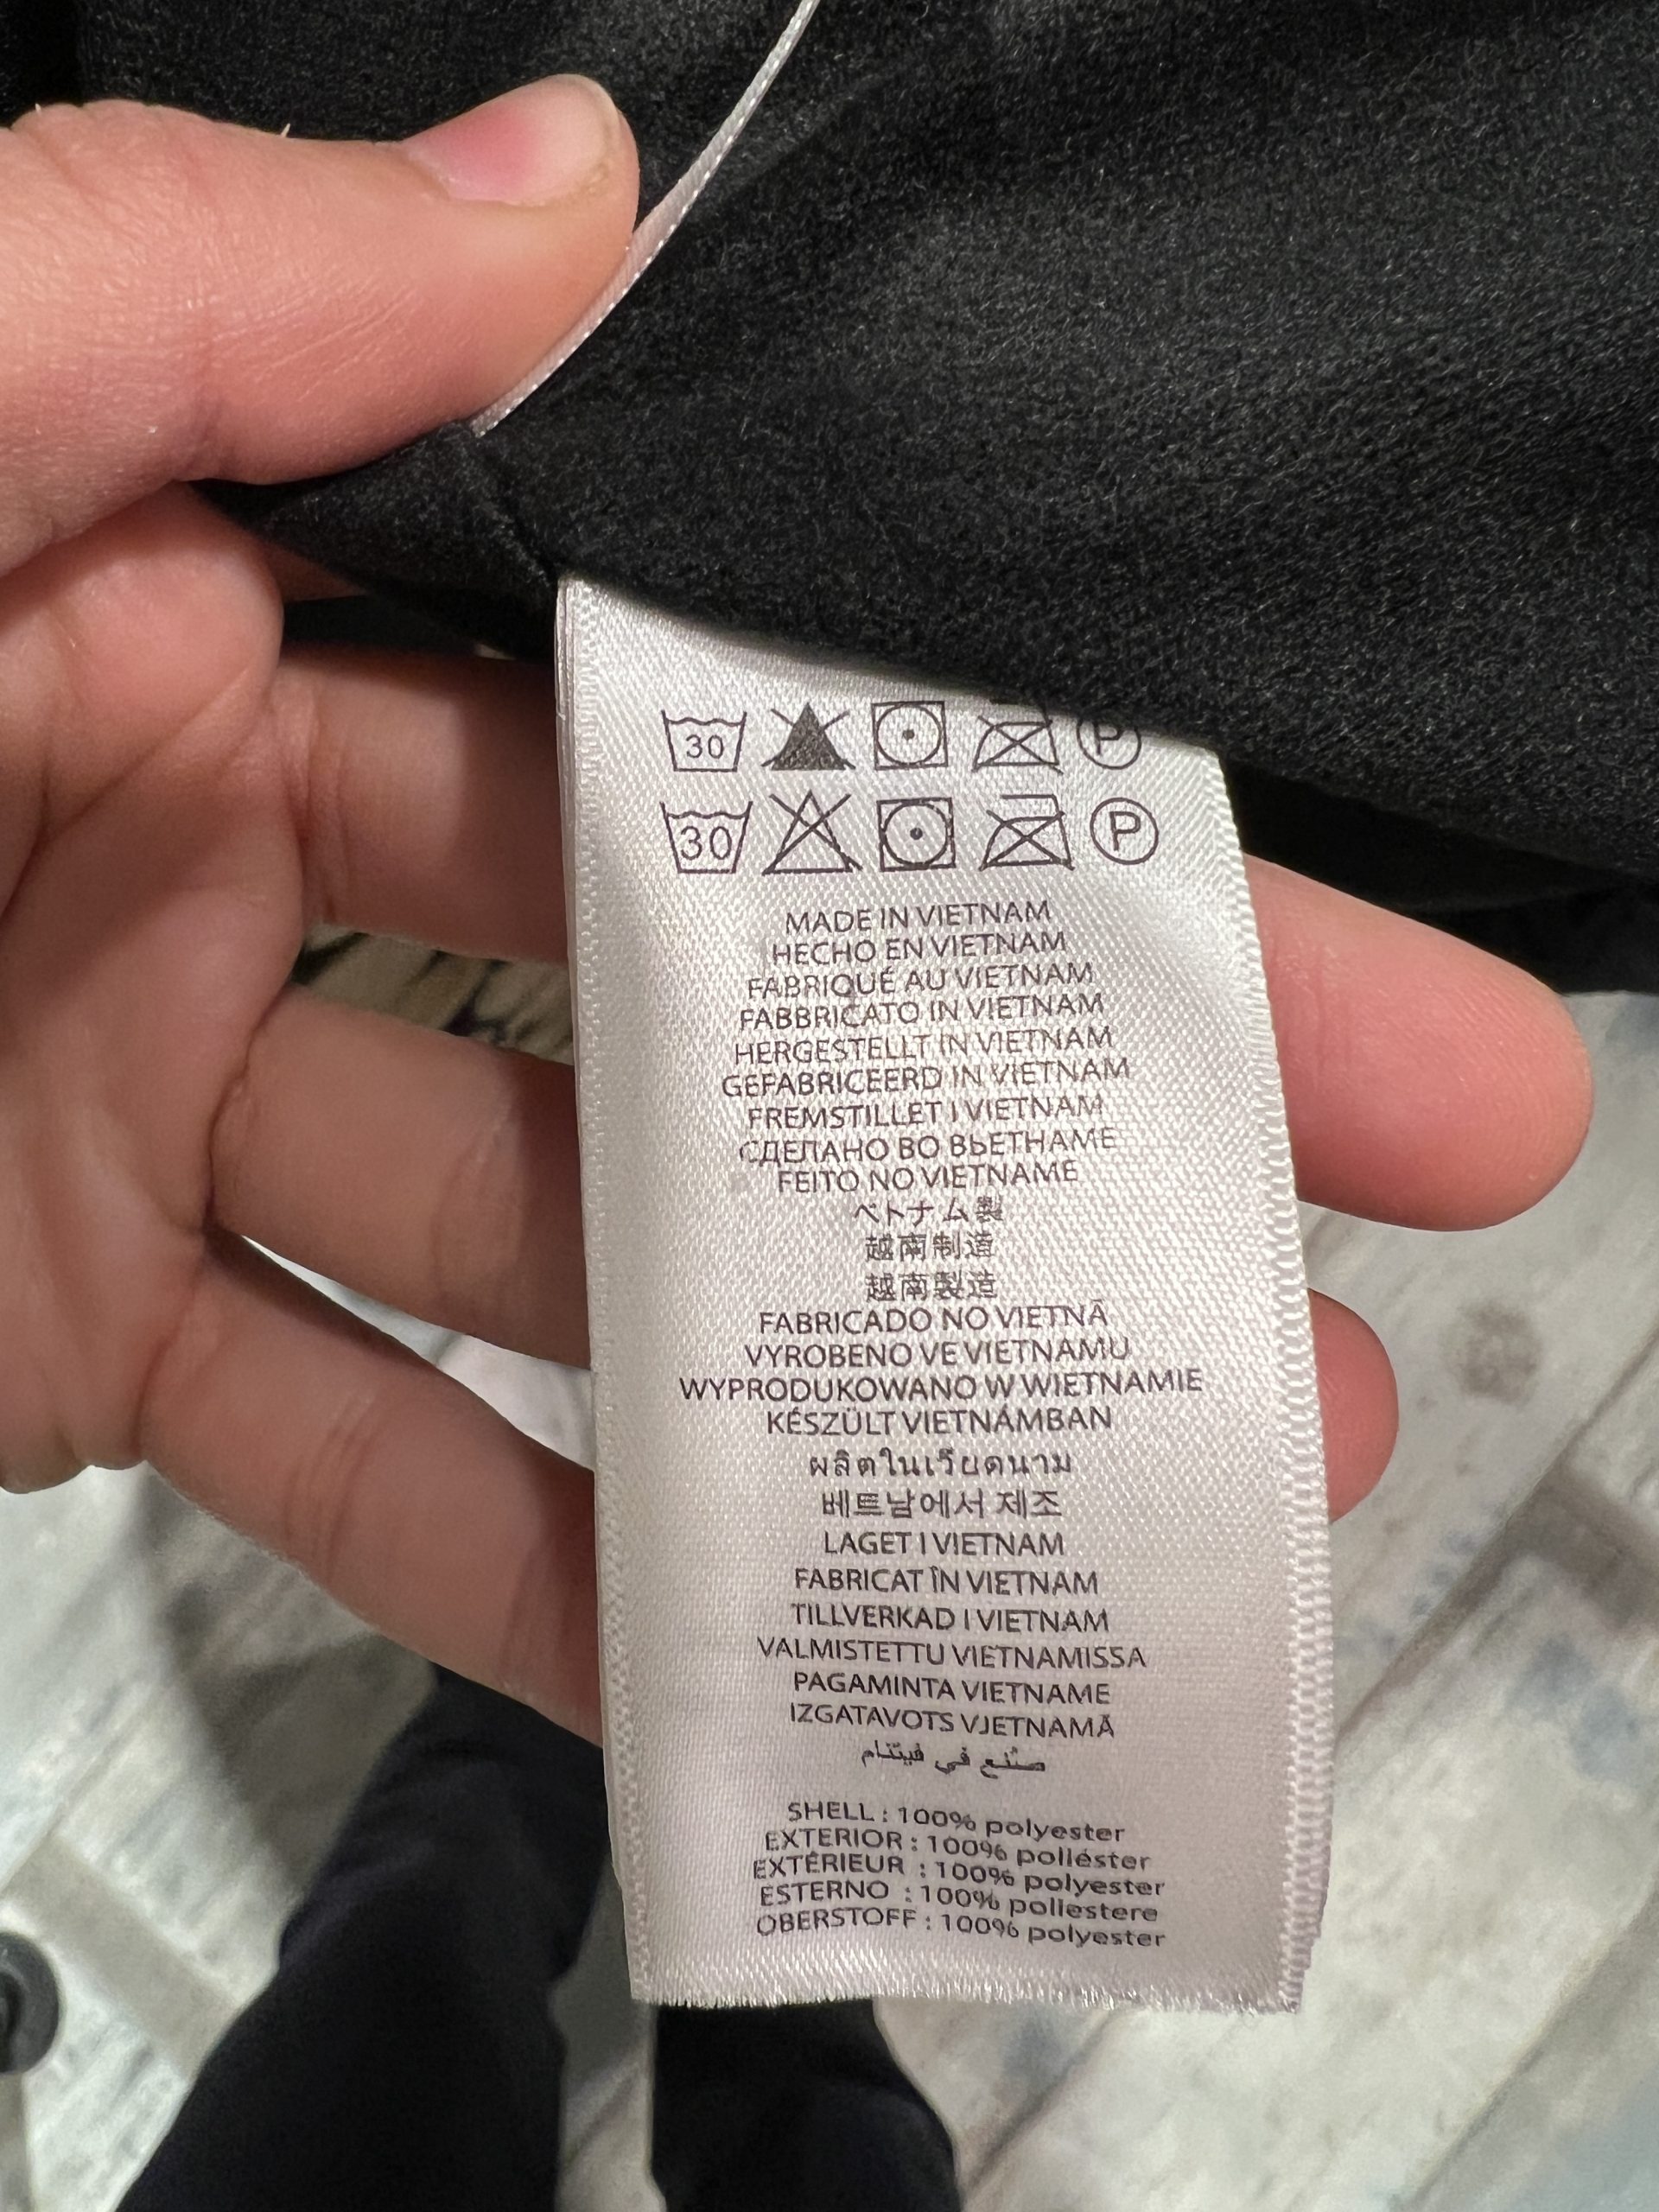 30 P
30 P
MADE IN VIETNAM
HECHO EN VIETNAM
FABRIQUÉ AU VIETNAM
FABBRICATO IN VIETNAM
HERGESTELLT IN VIETNAM
GEFABRICEERD IN VIETNAM
FREMSTILLET I VIETNAM
СДЕЛАНО ВО ВЬЕТНАМЕ
FEITO NO VIETNAME
ベトナム製
越南制造
越南製造
FABRICADO NO VIETNÃ
VYROBENO VE VIETNAMU
WYPRODUKOWANO W WIETNAMIE
KÉSZÜLT VIETNÁMBAN
ผลิตในเวียดนาม
베트남에서 제조
LAGET I VIETNAM
FABRICAT ÎN VIETNAM
TILLVERKAD I VIETNAM
VALMISTETTU VIETNAMISSA
PAGAMINTA VIETNAME
IZGATAVOTS VJETNAMĀ
صُنع في فيتنام
SHELL : 100% polyester
EXTERIOR : 100% poliéster
EXTÉRIEUR : 100% polyester
ESTERNO : 100% poliestere
OBERSTOFF : 100% polyester